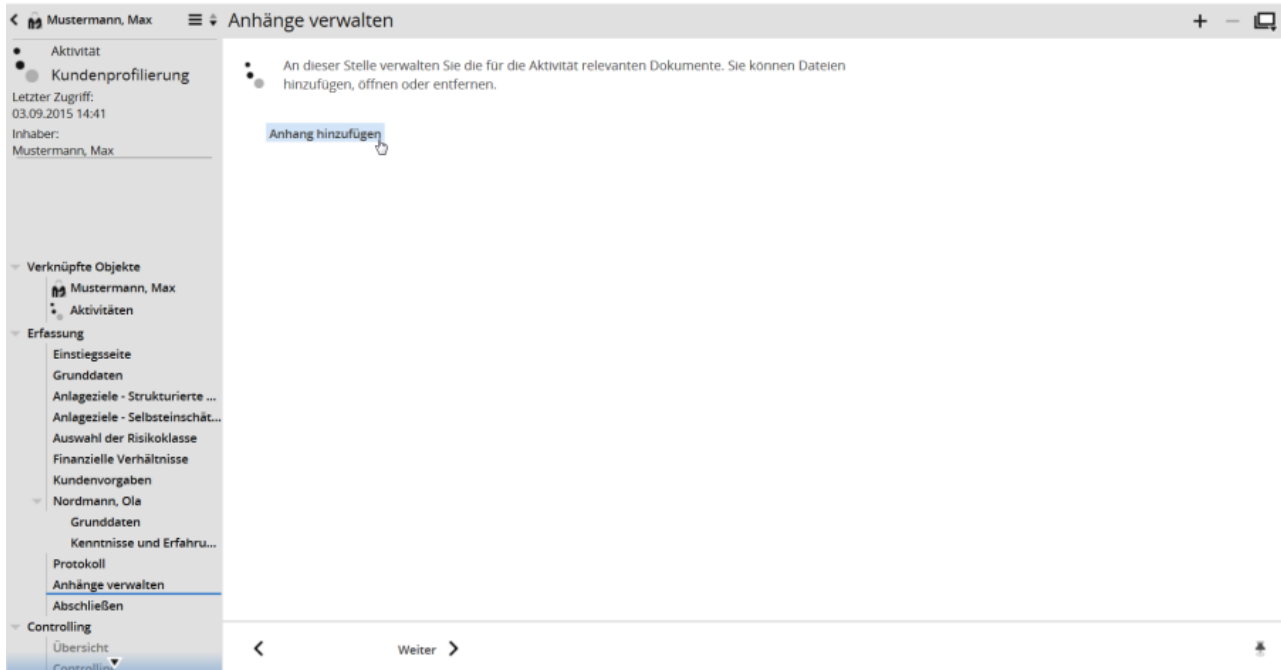 Mustermann, Max
Anhänge verwalten
Aktivität
Kundenprofilierung
Letzter Zugriff:
03.09.2015 14:41
Inhaber:
Mustermann, Max
An dieser Stelle verwalten Sie die für die Aktivität relevanten Dokumente. Sie können Dateien
hinzufügen, öffnen oder entfernen.
Anhang hinzufügen
Verknüpfte Objekte
Mustermann, Max
Aktivitäten
Erfassung
Einstiegsseite
Grunddaten
Anlageziele - Strukturierte ...
Anlageziele - Selbsteinschät...
Auswahl der Risikoklasse
Finanzielle Verhältnisse
Kundenvorgaben
Nordmann, Ola
Grunddaten
Kenntnisse und Erfahru...
Protokoll
Anhänge verwalten
Abschließen
Controlling
Übersicht
Weiter